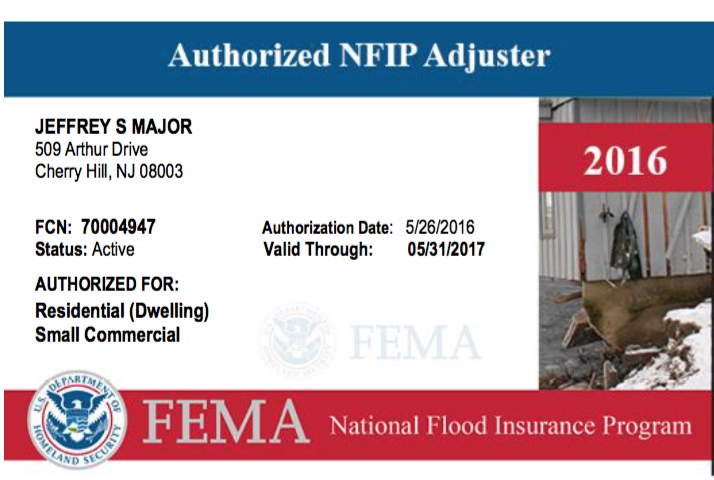 Authorized NFIP Adjuster
JEFFREY S MAJOR
509 Arthur Drive
Cherry Hill, NJ 08003
2016
FCN: 70004947
Authorization Date: 5/26/2016
Status: Active
Valid Through: 05/31/2017
AUTHORIZED FOR:
Residential (Dwelling)
Small Commercial
FEMA
U.S. DEPARTMENT OF HOMELAND SECURITY
FEMA National Flood Insurance Program